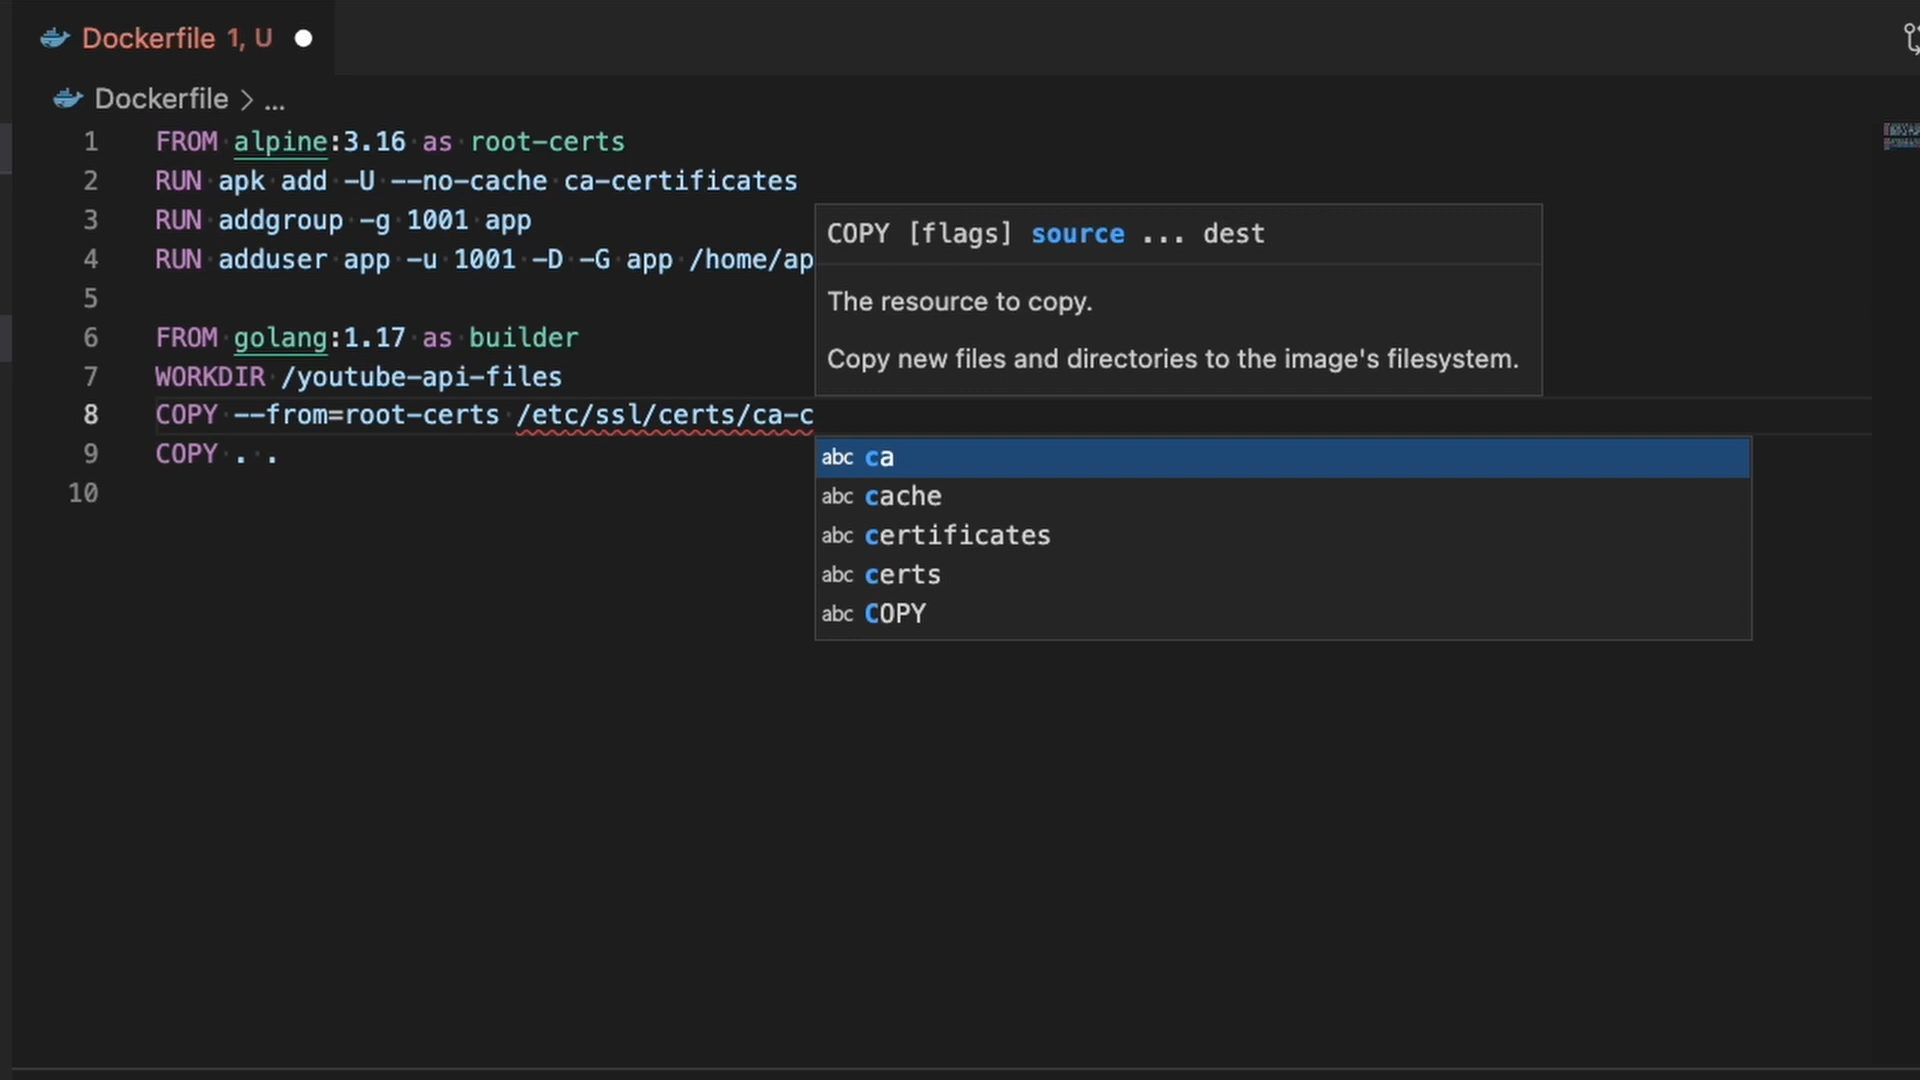 Dockerfile 1, U
Dockerfile > ...
1 FROM alpine:3.16 as root-certs
2 RUN apk add -U --no-cache ca-certificates
3 RUN addgroup -g 1001 app
4 RUN adduser app -u 1001 -D -G app /home/ap
5
6 FROM golang:1.17 as builder
7 WORKDIR /youtube-api-files
8 COPY --from=root-certs /etc/ssl/certs/ca-c
9 COPY . .
10
COPY [flags] source ... dest
The resource to copy.
Copy new files and directories to the image's filesystem.
abc ca
abc cache
abc certificates
abc certs
abc COPY